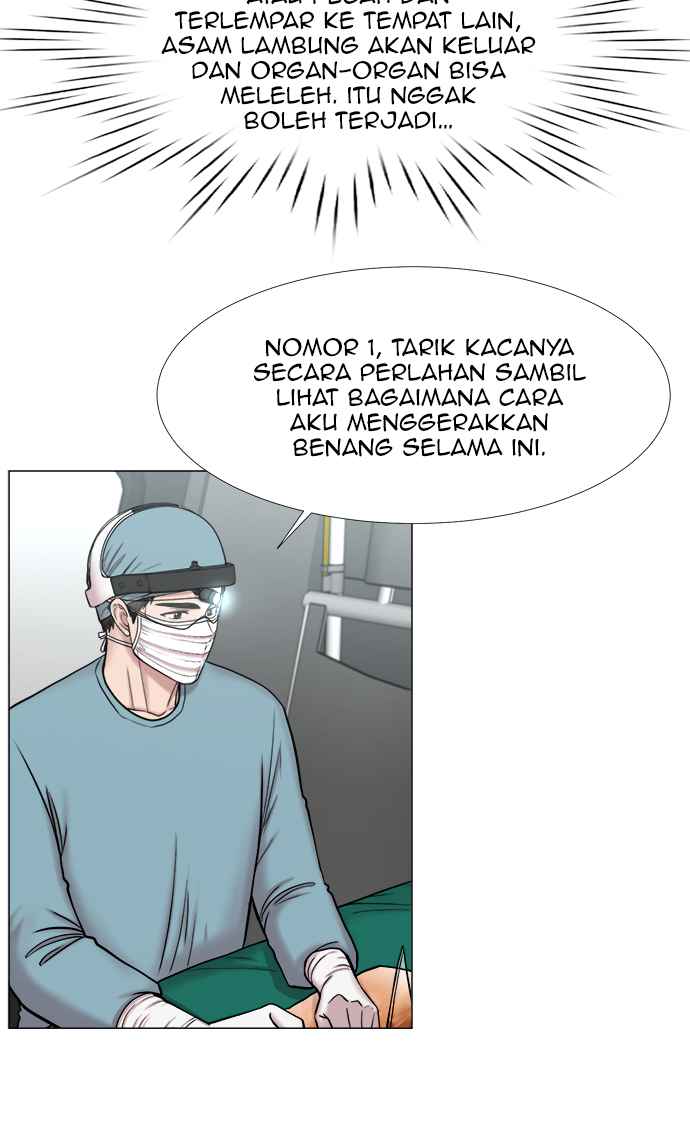 TERLEMPAR KE TEMPAT LAIN,
ASAM LAMBUNG AKAN KELUAR
DAN ORGAN-ORGAN BISA
MELELEH. ITU NGGAK
BOLEH TERJADI...
NOMOR 1, TARIK KACANYA
SECARA PERLAHAN SAMBIL
LIHAT BAGAIMANA CARA
AKU MENGGERAKKAN
BENANG SELAMA INI.